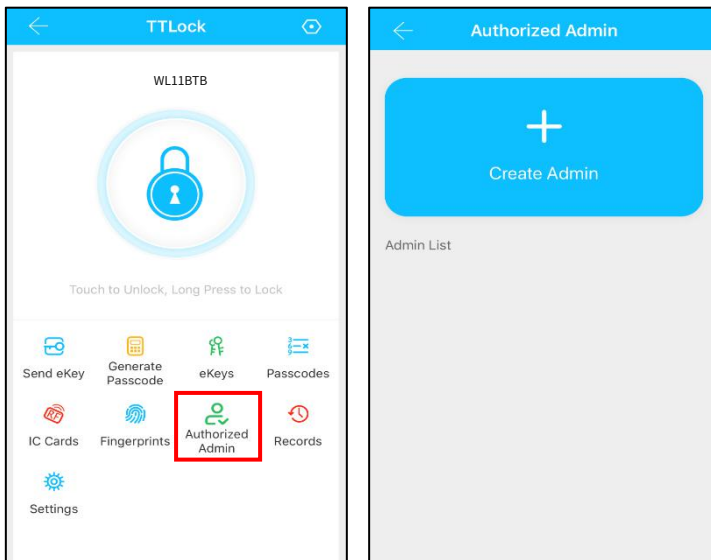 TTLock
WL11BTB
Touch to Unlock, Long Press to Lock
Send eKey
Generate
Passcode
eKeys
Passcodes
RF
IC Cards
Fingerprints
Authorized
Admin
Records
Settings
Authorized Admin
Create Admin
Admin List